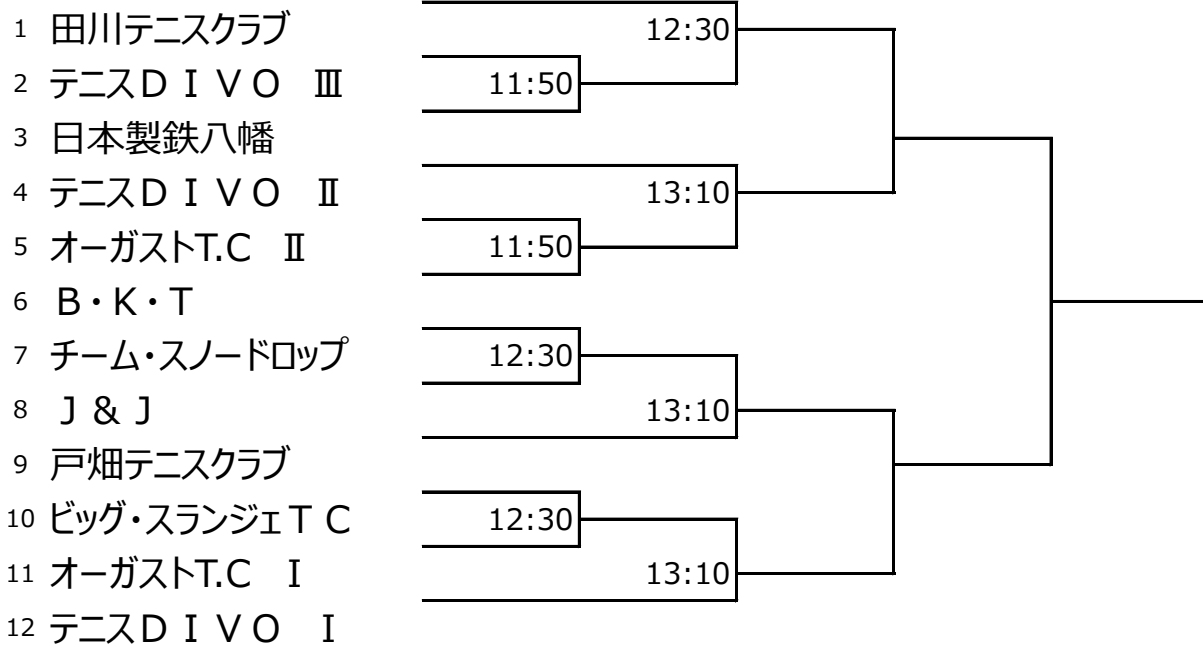 1 田川テニスクラブ 12:30
2 テニスＤＩＶＯ　Ⅲ 11:50
3 日本製鉄八幡
4 テニスＤＩＶＯ　Ⅱ 13:10
5 オーガストT.C　Ⅱ 11:50
6 Ｂ・Ｋ・Ｔ
7 チーム・スノードロップ 12:30
8 Ｊ＆Ｊ 13:10
9 戸畑テニスクラブ
10 ビッグ・スランジェＴＣ 12:30
11 オーガストT.C　Ⅰ 13:10
12 テニスＤＩＶＯ　Ⅰ